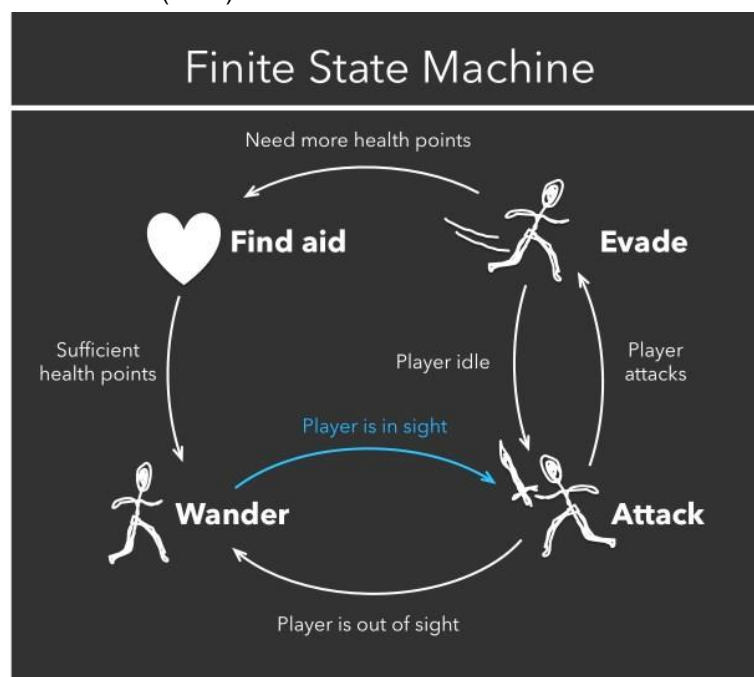 Finite State Machine
Need more health points
Find aid
Evade
Sufficient
health points
Player idle
Player
attacks
Player is in sight
Wander
Attack
Player is out of sight